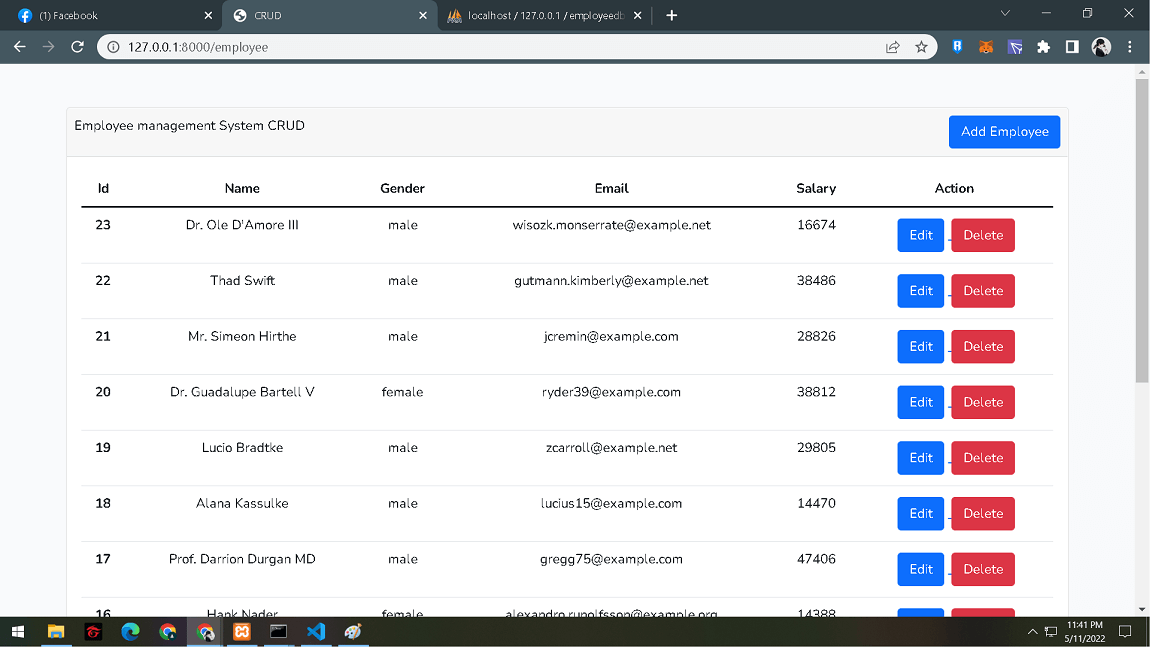 (1) Facebook
CRUD
localhost / 127.0.0.1 / employeedb
127.0.0.1:8000/employee
Employee management System CRUD
Add Employee
Id Name Gender Email Salary Action
23 Dr. Ole D'Amore III male wisozk.monserrate@example.net 16674 Edit Delete
22 Thad Swift male gutmann.kimberly@example.net 38486 Edit Delete
21 Mr. Simeon Hirthe male jcremin@example.com 28826 Edit Delete
20 Dr. Guadalupe Bartell V female ryder39@example.com 38812 Edit Delete
19 Lucio Bradtke male zcarroll@example.net 29805 Edit Delete
18 Alana Kassulke male lucius15@example.com 14470 Edit Delete
17 Prof. Darrion Durgan MD male gregg75@example.com 47406 Edit Delete
16 Hank Nader female alexandro.runolfsson@example.org 14388
11:41 PM
5/11/2022